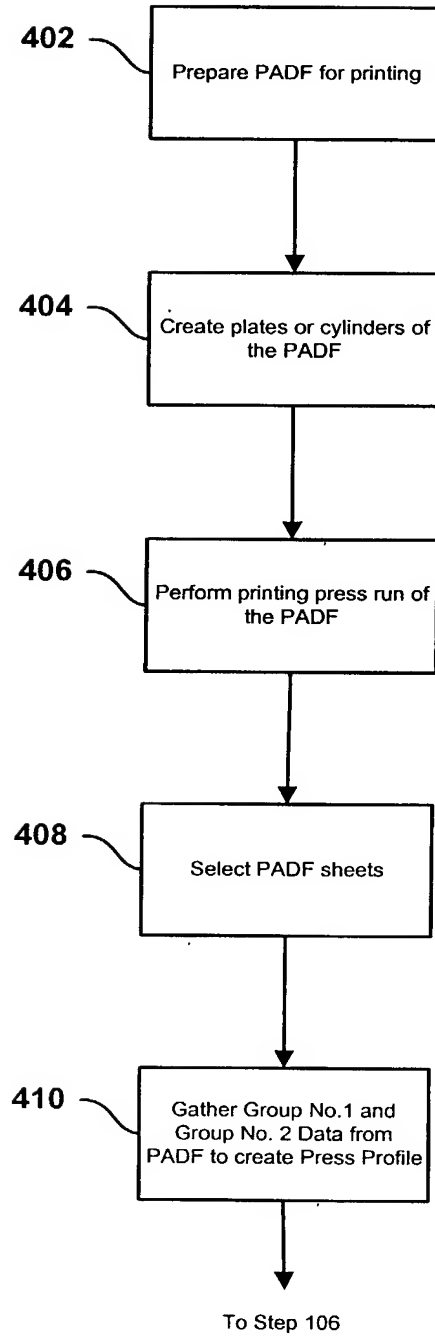 402
Prepare PADF for printing
404
Create plates or cylinders of
the PADF
406
Perform printing press run of
the PADF
408
Select PADF sheets
410
Gather Group No.1 and
Group No. 2 Data from
PADF to create Press Profile
To Step 106